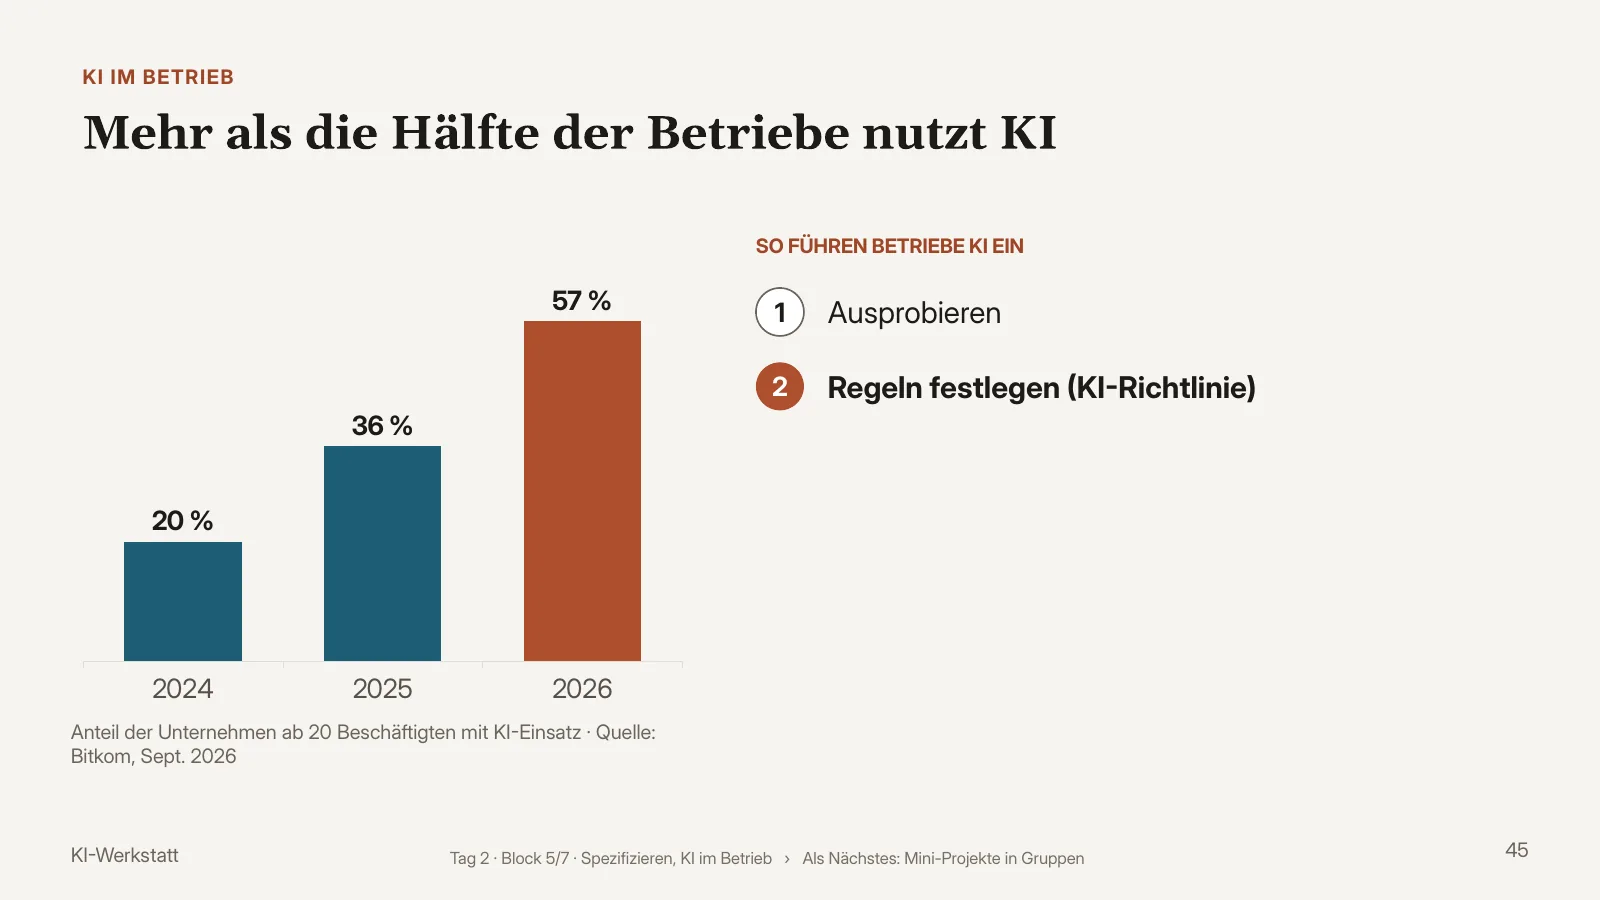 KI IM BETRIEB
Mehr als die Hälfte der Betriebe nutzt KI
57 %
36 %
20 %
2024
2025
2026
Anteil der Unternehmen ab 20 Beschäftigten mit KI-Einsatz · Quelle:
Bitkom, Sept. 2026
SO FÜHREN BETRIEBE KI EIN
1 Ausprobieren
2 Regeln festlegen (KI-Richtlinie)
KI-Werkstatt
Tag 2 · Block 5/7 · Spezifizieren, KI im Betrieb › Als Nächstes: Mini-Projekte in Gruppen
45